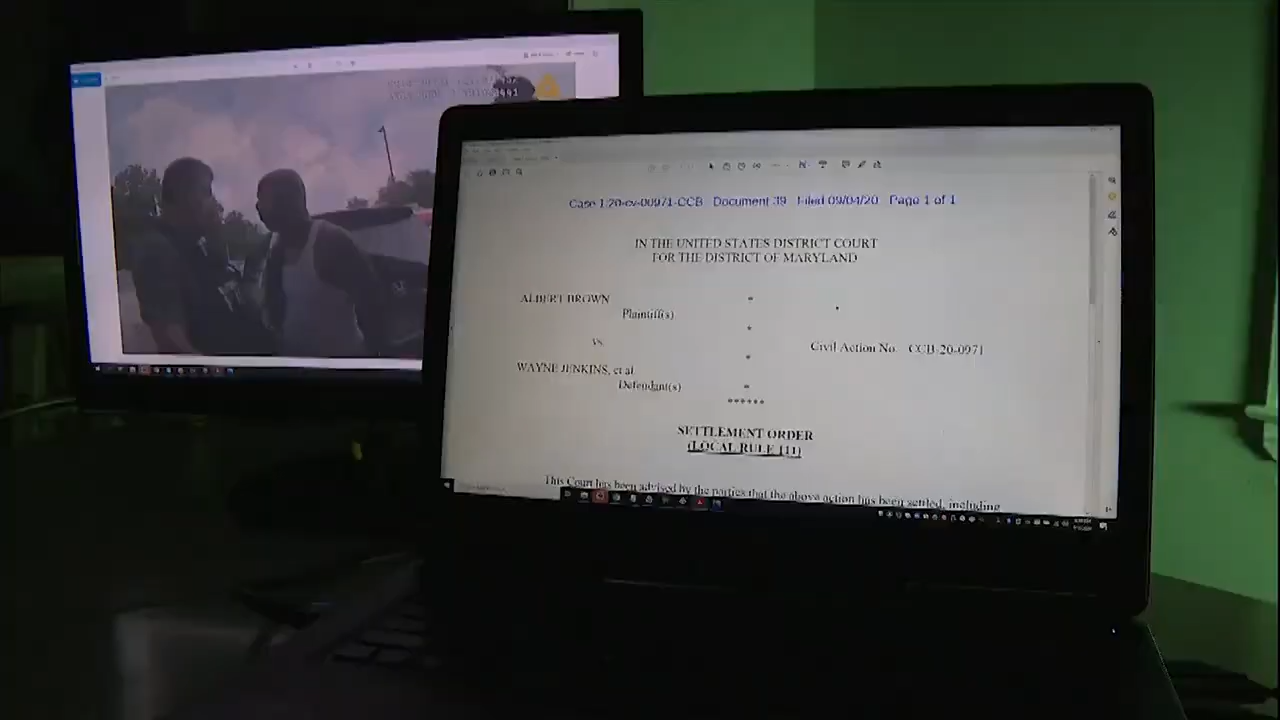 Case 1:20-cv-00971-CCB Document 39 Filed 09/04/20 Page 1 of 1
IN THE UNITED STATES DISTRICT COURT
FOR THE DISTRICT OF MARYLAND
ALBERT BROWN
Plaintiff(s)
vs.
Civil Action No. CCB-20-0971
WAYNE JENKINS, et al
Defendant(s)
******
SETTLEMENT ORDER
(LOCAL RULE 111)
This Court has been advised by the parties that the above action has been settled, including